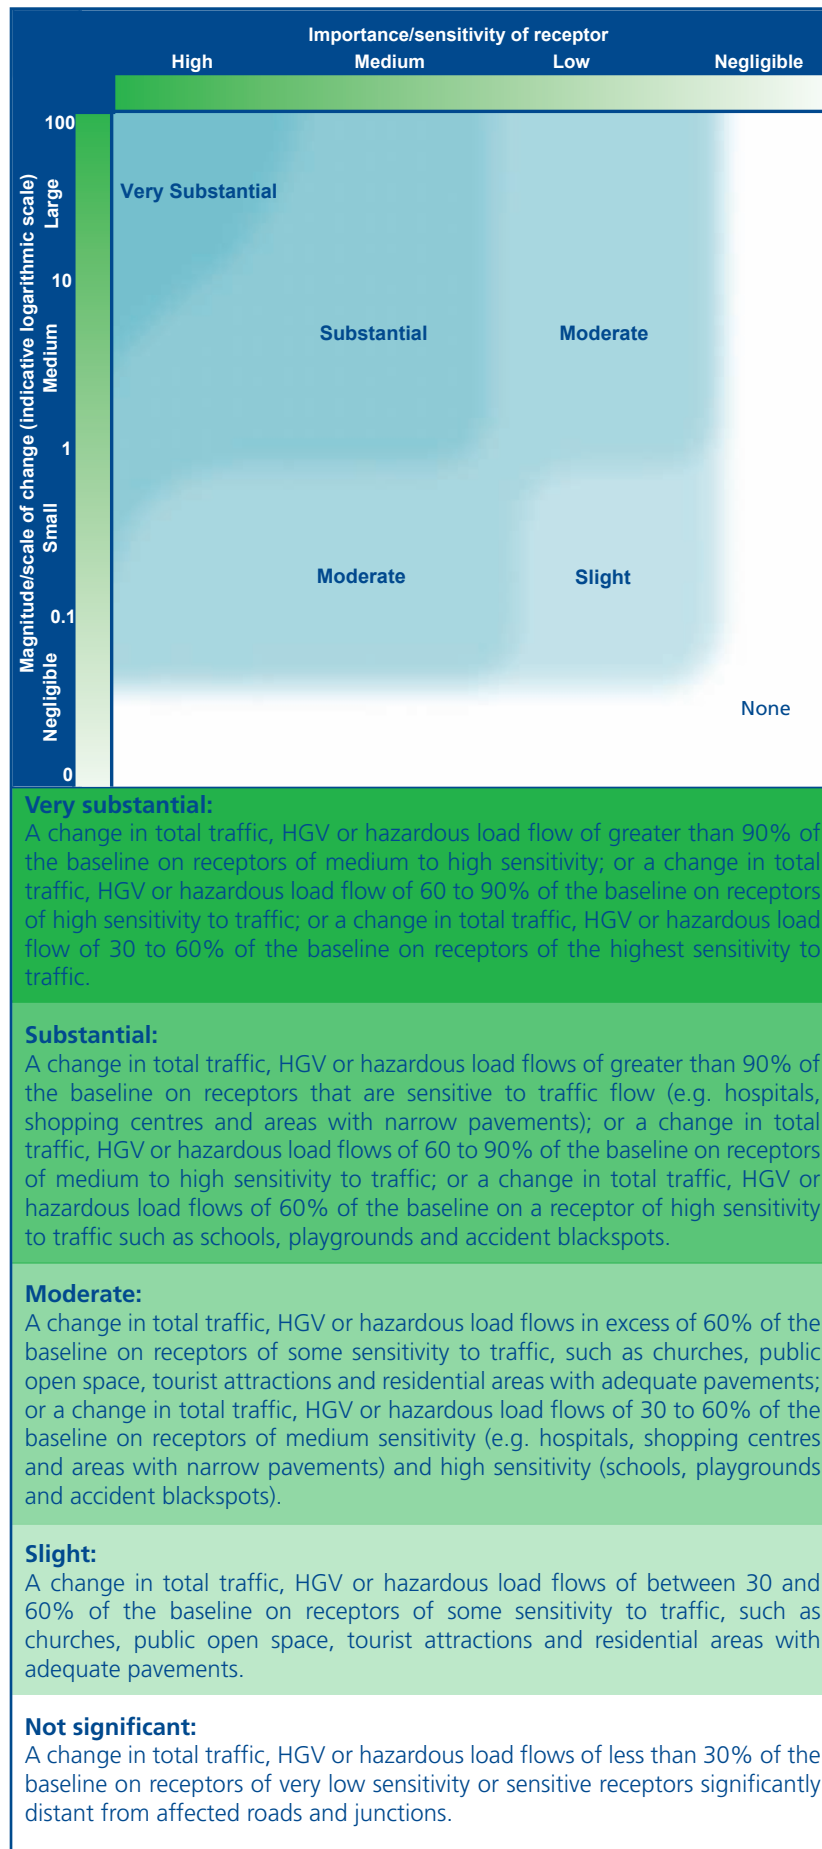 Importance/sensitivity of receptor
High Medium Low Negligible
Magnitude/scale of change (indicative logarithmic scale)
100
Large
10
Medium
1
Small
0.1
Negligible
0
Very Substantial
Substantial Moderate
Moderate Slight
None
Very substantial:
A change in total traffic, HGV or hazardous load flow of greater than 90% of
the baseline on receptors of medium to high sensitivity; or a change in total
traffic, HGV or hazardous load flow of 60 to 90% of the baseline on receptors
of high sensitivity to traffic; or a change in total traffic, HGV or hazardous load
flow of 30 to 60% of the baseline on receptors of the highest sensitivity to
traffic.
Substantial:
A change in total traffic, HGV or hazardous load flows of greater than 90% of
the baseline on receptors that are sensitive to traffic flow (e.g. hospitals,
shopping centres and areas with narrow pavements); or a change in total
traffic, HGV or hazardous load flows of 60 to 90% of the baseline on receptors
of medium to high sensitivity to traffic; or a change in total traffic, HGV or
hazardous load flows of 60% of the baseline on a receptor of high sensitivity
to traffic such as schools, playgrounds and accident blackspots.
Moderate:
A change in total traffic, HGV or hazardous load flows in excess of 60% of the
baseline on receptors of some sensitivity to traffic, such as churches, public
open space, tourist attractions and residential areas with adequate pavements;
or a change in total traffic, HGV or hazardous load flows of 30 to 60% of the
baseline on receptors of medium sensitivity (e.g. hospitals, shopping centres
and areas with narrow pavements) and high sensitivity (schools, playgrounds
and accident blackspots).
Slight:
A change in total traffic, HGV or hazardous load flows of between 30 and
60% of the baseline on receptors of some sensitivity to traffic, such as
churches, public open space, tourist attractions and residential areas with
adequate pavements.
Not significant:
A change in total traffic, HGV or hazardous load flows of less than 30% of the
baseline on receptors of very low sensitivity or sensitive receptors significantly
distant from affected roads and junctions.